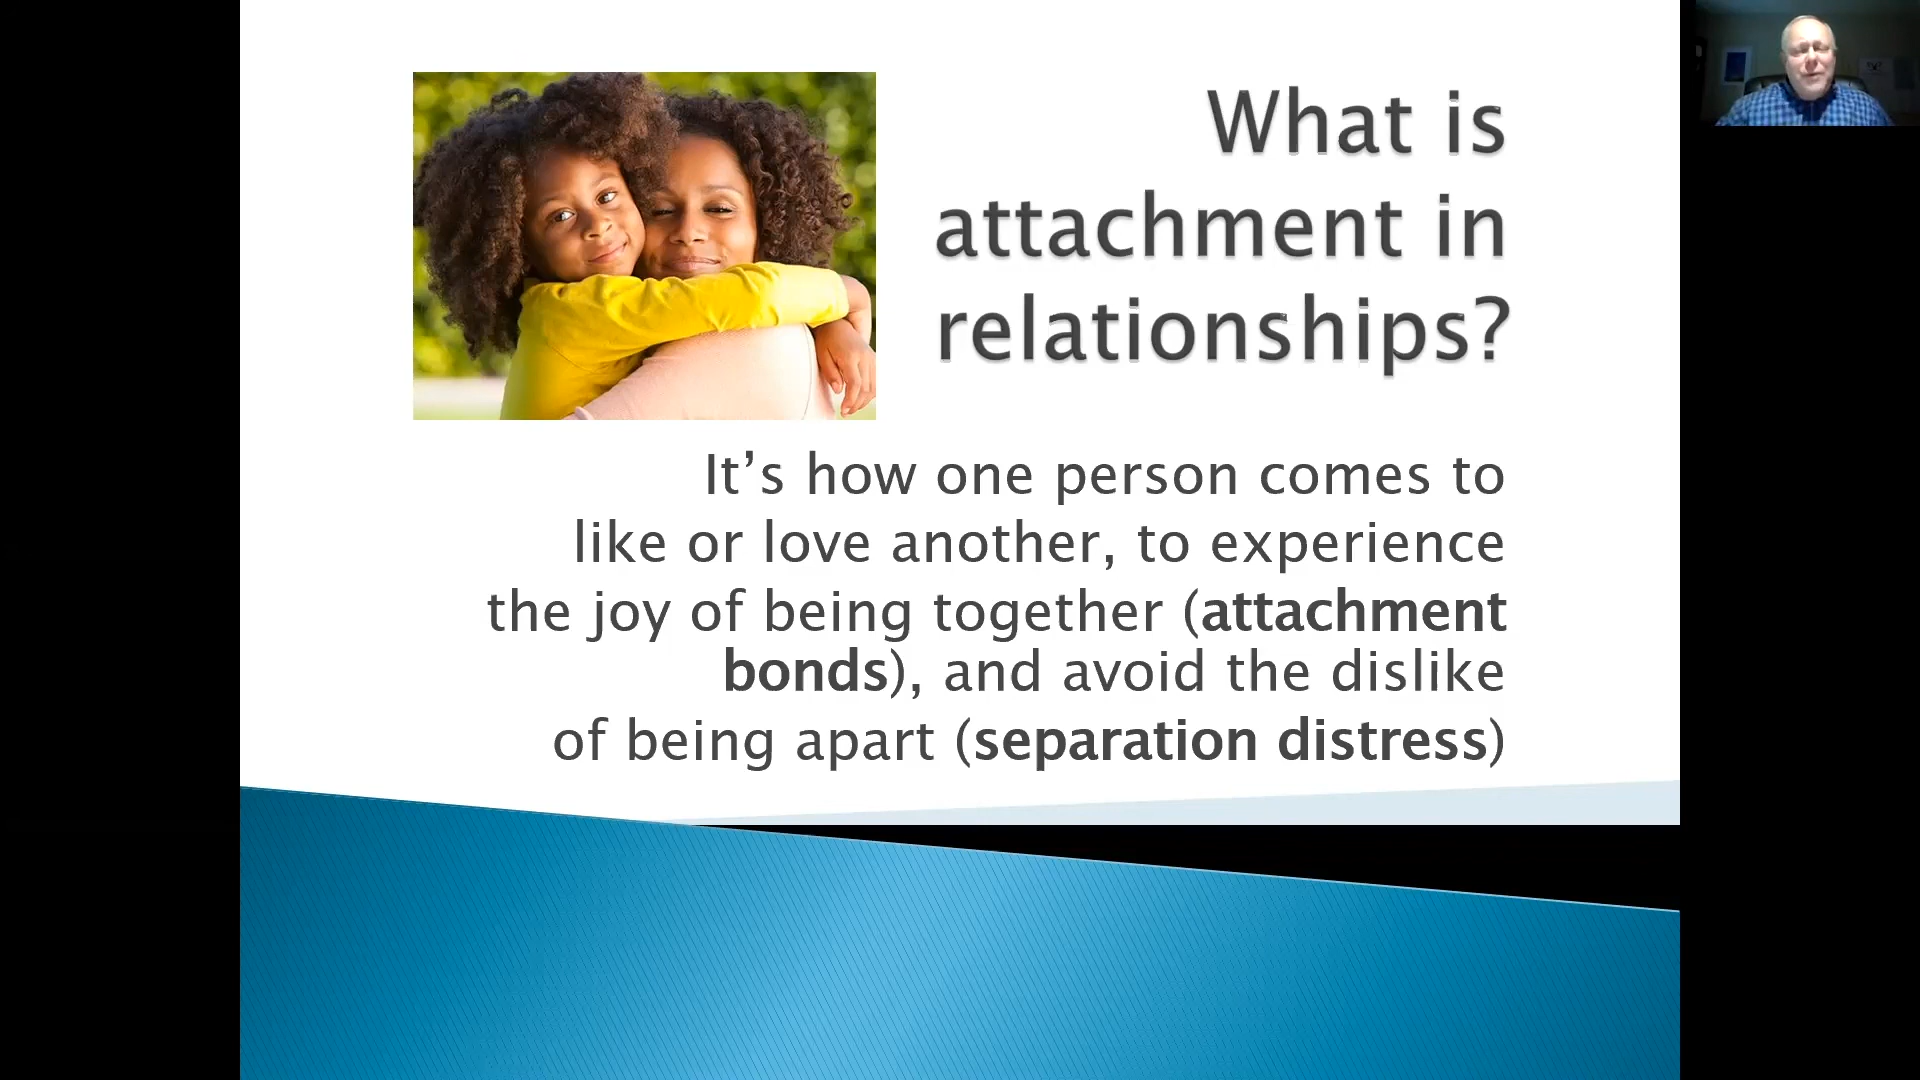 What is
attachment in
relationships?
It’s how one person comes to
like or love another, to experience
the joy of being together (attachment
bonds), and avoid the dislike
of being apart (separation distress)